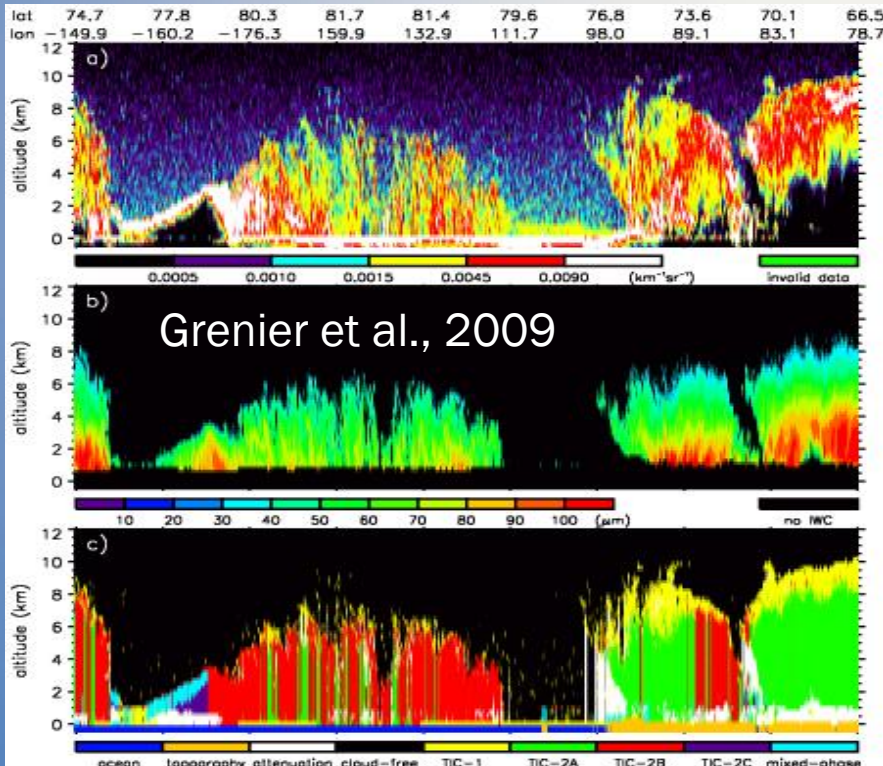 lat 74.7 77.8 80.3 81.7 81.4 79.6 76.8 73.6 70.1 66.5
lon −149.9 −160.2 −176.3 −149.9 132.9 111.7 98.0 89.1 83.1 78.7
12
a)
10
8
6
4
2
0
altitude (km)
0.0005 0.0010 0.0015 0.0045 0.0090 (km⁻¹sr⁻¹) invalid data
12
b)
10
Grenier et al., 2009
8
6
4
2
0
altitude (km)
10 20 30 40 50 60 70 80 90 100 (μm) no IWC
12
c)
10
8
6
4
2
0
altitude (km)
ocean topography attenuation cloud-free TIC-1 TIC-2A TIC-2B TIC-2C mixed-phase